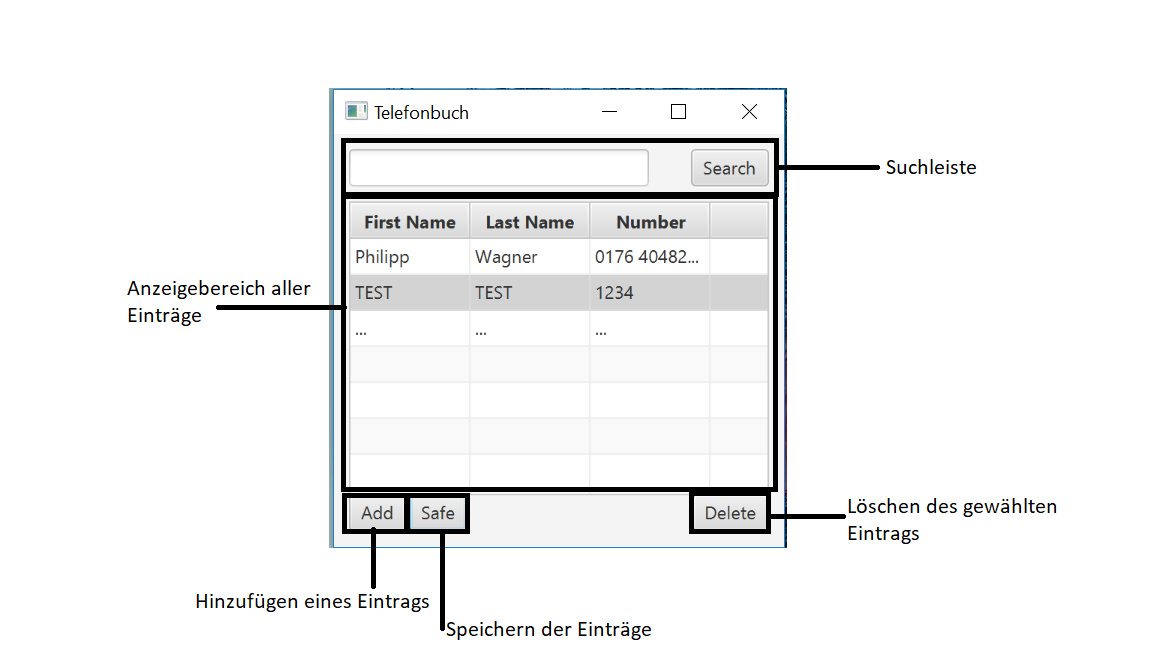 Telefonbuch
Search
Suchleiste
First Name Last Name Number
Philipp Wagner 0176 40482...
TEST TEST 1234
... ... ...
Anzeigebereich aller
Einträge
Add Safe Delete
Löschen des gewählten
Eintrags
Hinzufügen eines Eintrags
Speichern der Einträge